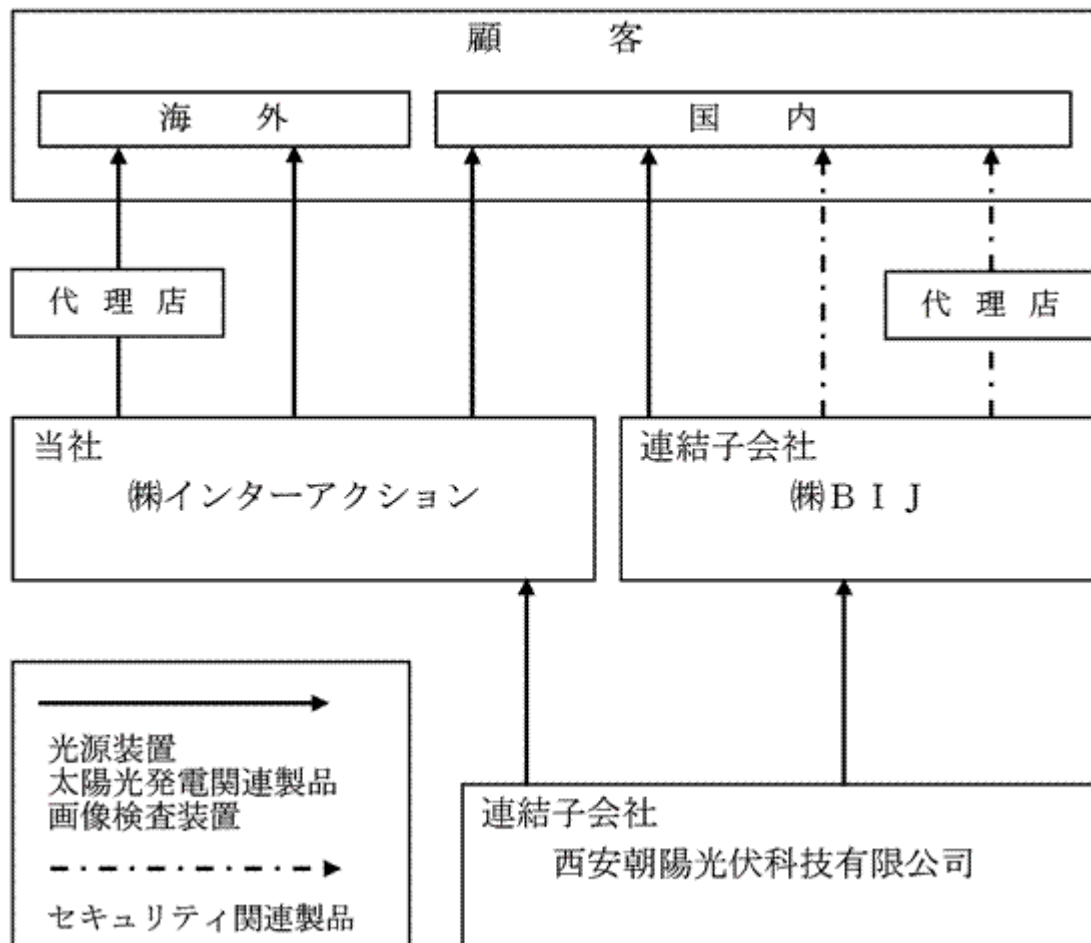 顧客
海外
国内
代理店
代理店
当社
㈱インターアクション
連結子会社
㈱ＢＩＪ
光源装置
太陽光発電関連製品
画像検査装置
セキュリティ関連製品
連結子会社
西安朝陽光伏科技有限公司